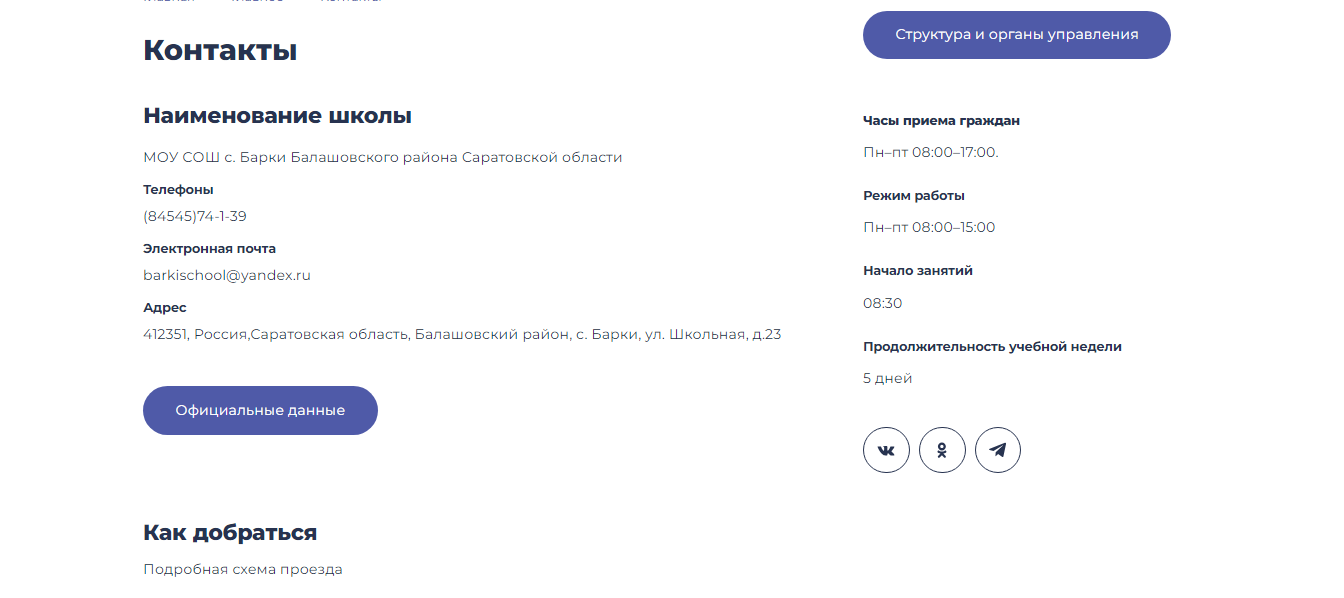 Контакты
Наименование школы
МОУ СОШ с. Барки Балашовского района Саратовской области
Телефоны
(84545)74-1-39
Электронная почта
barkischool@yandex.ru
Адрес
412351, Россия,Саратовская область, Балашовский район, с. Барки, ул. Школьная, д.23
Официальные данные
Как добраться
Подробная схема проезда
Структура и органы управления
Часы приема граждан
Пн–пт 08:00–17:00.
Режим работы
Пн–пт 08:00–15:00
Начало занятий
08:30
Продолжительность учебной недели
5 дней